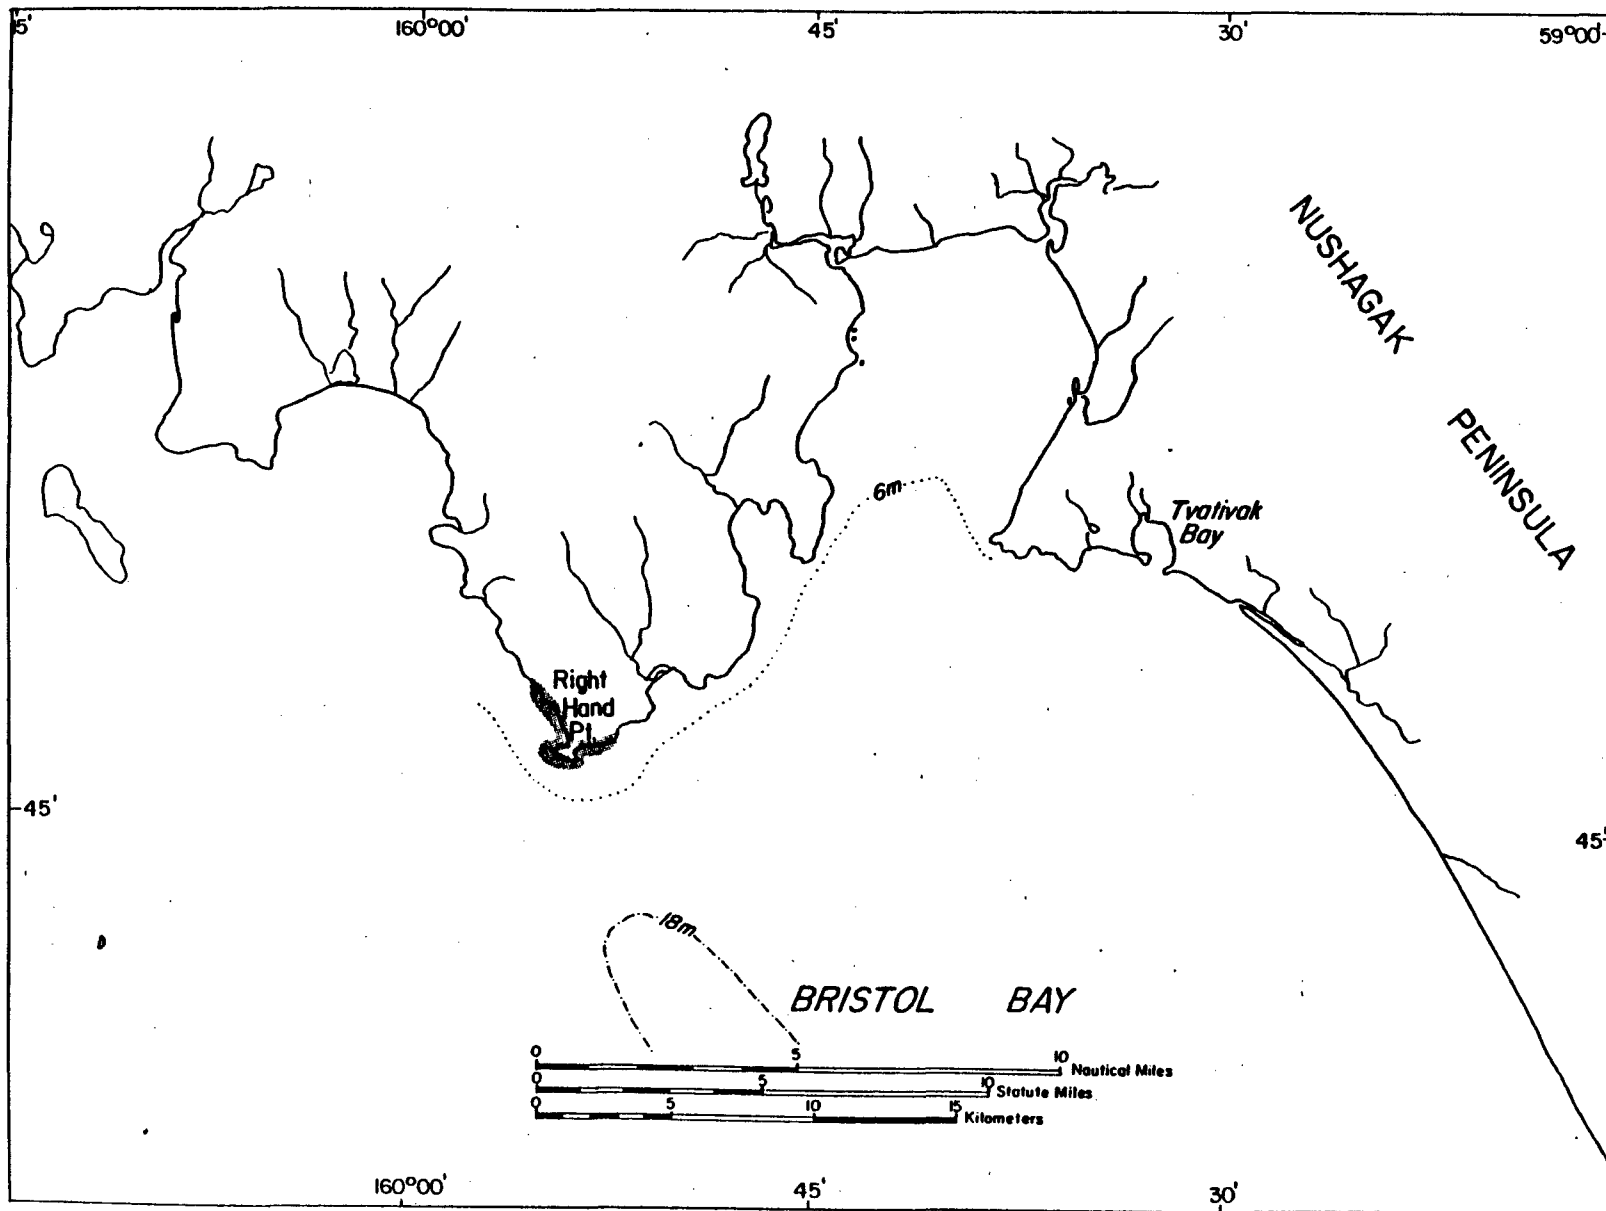 15' 160°00' 45' 30' 59°00'
NUSHAGAK
PENINSULA
6m
Tvativak
Bay
Right
Hand
Pt.
45' 45'
18m
BRISTOL BAY
0 5 10 Nautical Miles
0 5 10 Statute Miles
0 5 10 15 Kilometers
160°00' 45' 30'